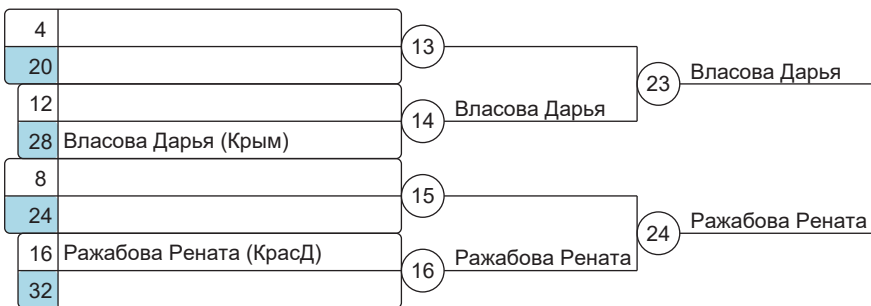 4
13
20
23 Власова Дарья
12
14 Власова Дарья
28 Власова Дарья (Крым)
8
15
24
24 Ражабова Рената
16 Ражабова Рената (КрасД)
16 Ражабова Рената
32